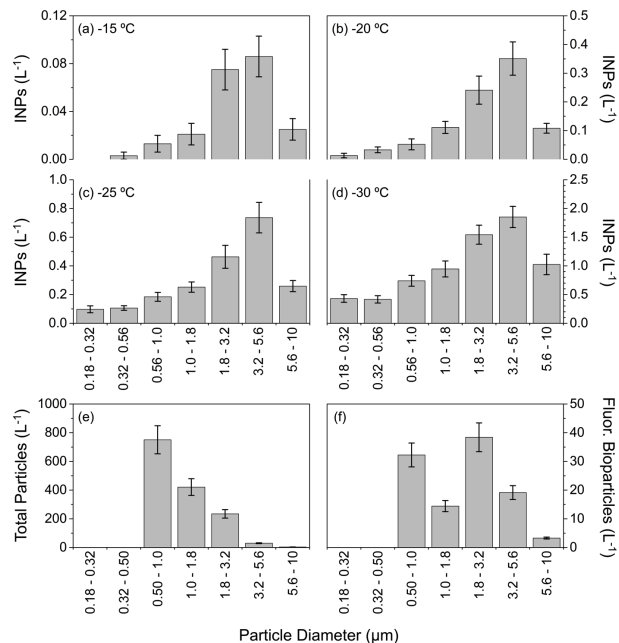 (a) -15 ºC
(b) -20 ºC
INPs (L⁻¹)
0.12
0.08
0.04
0.00
0.5
0.4
0.3
0.2
0.1
0.0
INPs (L⁻¹)
(c) -25 ºC
(d) -30 ºC
INPs (L⁻¹)
1.0
0.8
0.6
0.4
0.2
0.0
2.5
2.0
1.5
1.0
0.5
0.0
INPs (L⁻¹)
0.18 - 0.32
0.32 - 0.56
0.56 - 1.0
1.0 - 1.8
1.8 - 3.2
3.2 - 5.6
5.6 - 10
0.18 - 0.32
0.32 - 0.56
0.56 - 1.0
1.0 - 1.8
1.8 - 3.2
3.2 - 5.6
5.6 - 10
(e)
(f)
Total Particles (L⁻¹)
1000
800
600
400
200
0
50
40
30
20
10
0
Fluor. Bioparticles (L⁻¹)
0.18 - 0.32
0.32 - 0.50
0.50 - 1.0
1.0 - 1.8
1.8 - 3.2
3.2 - 5.6
5.6 - 10
0.18 - 0.32
0.32 - 0.50
0.50 - 1.0
1.0 - 1.8
1.8 - 3.2
3.2 - 5.6
5.6 - 10
Particle Diameter (µm)